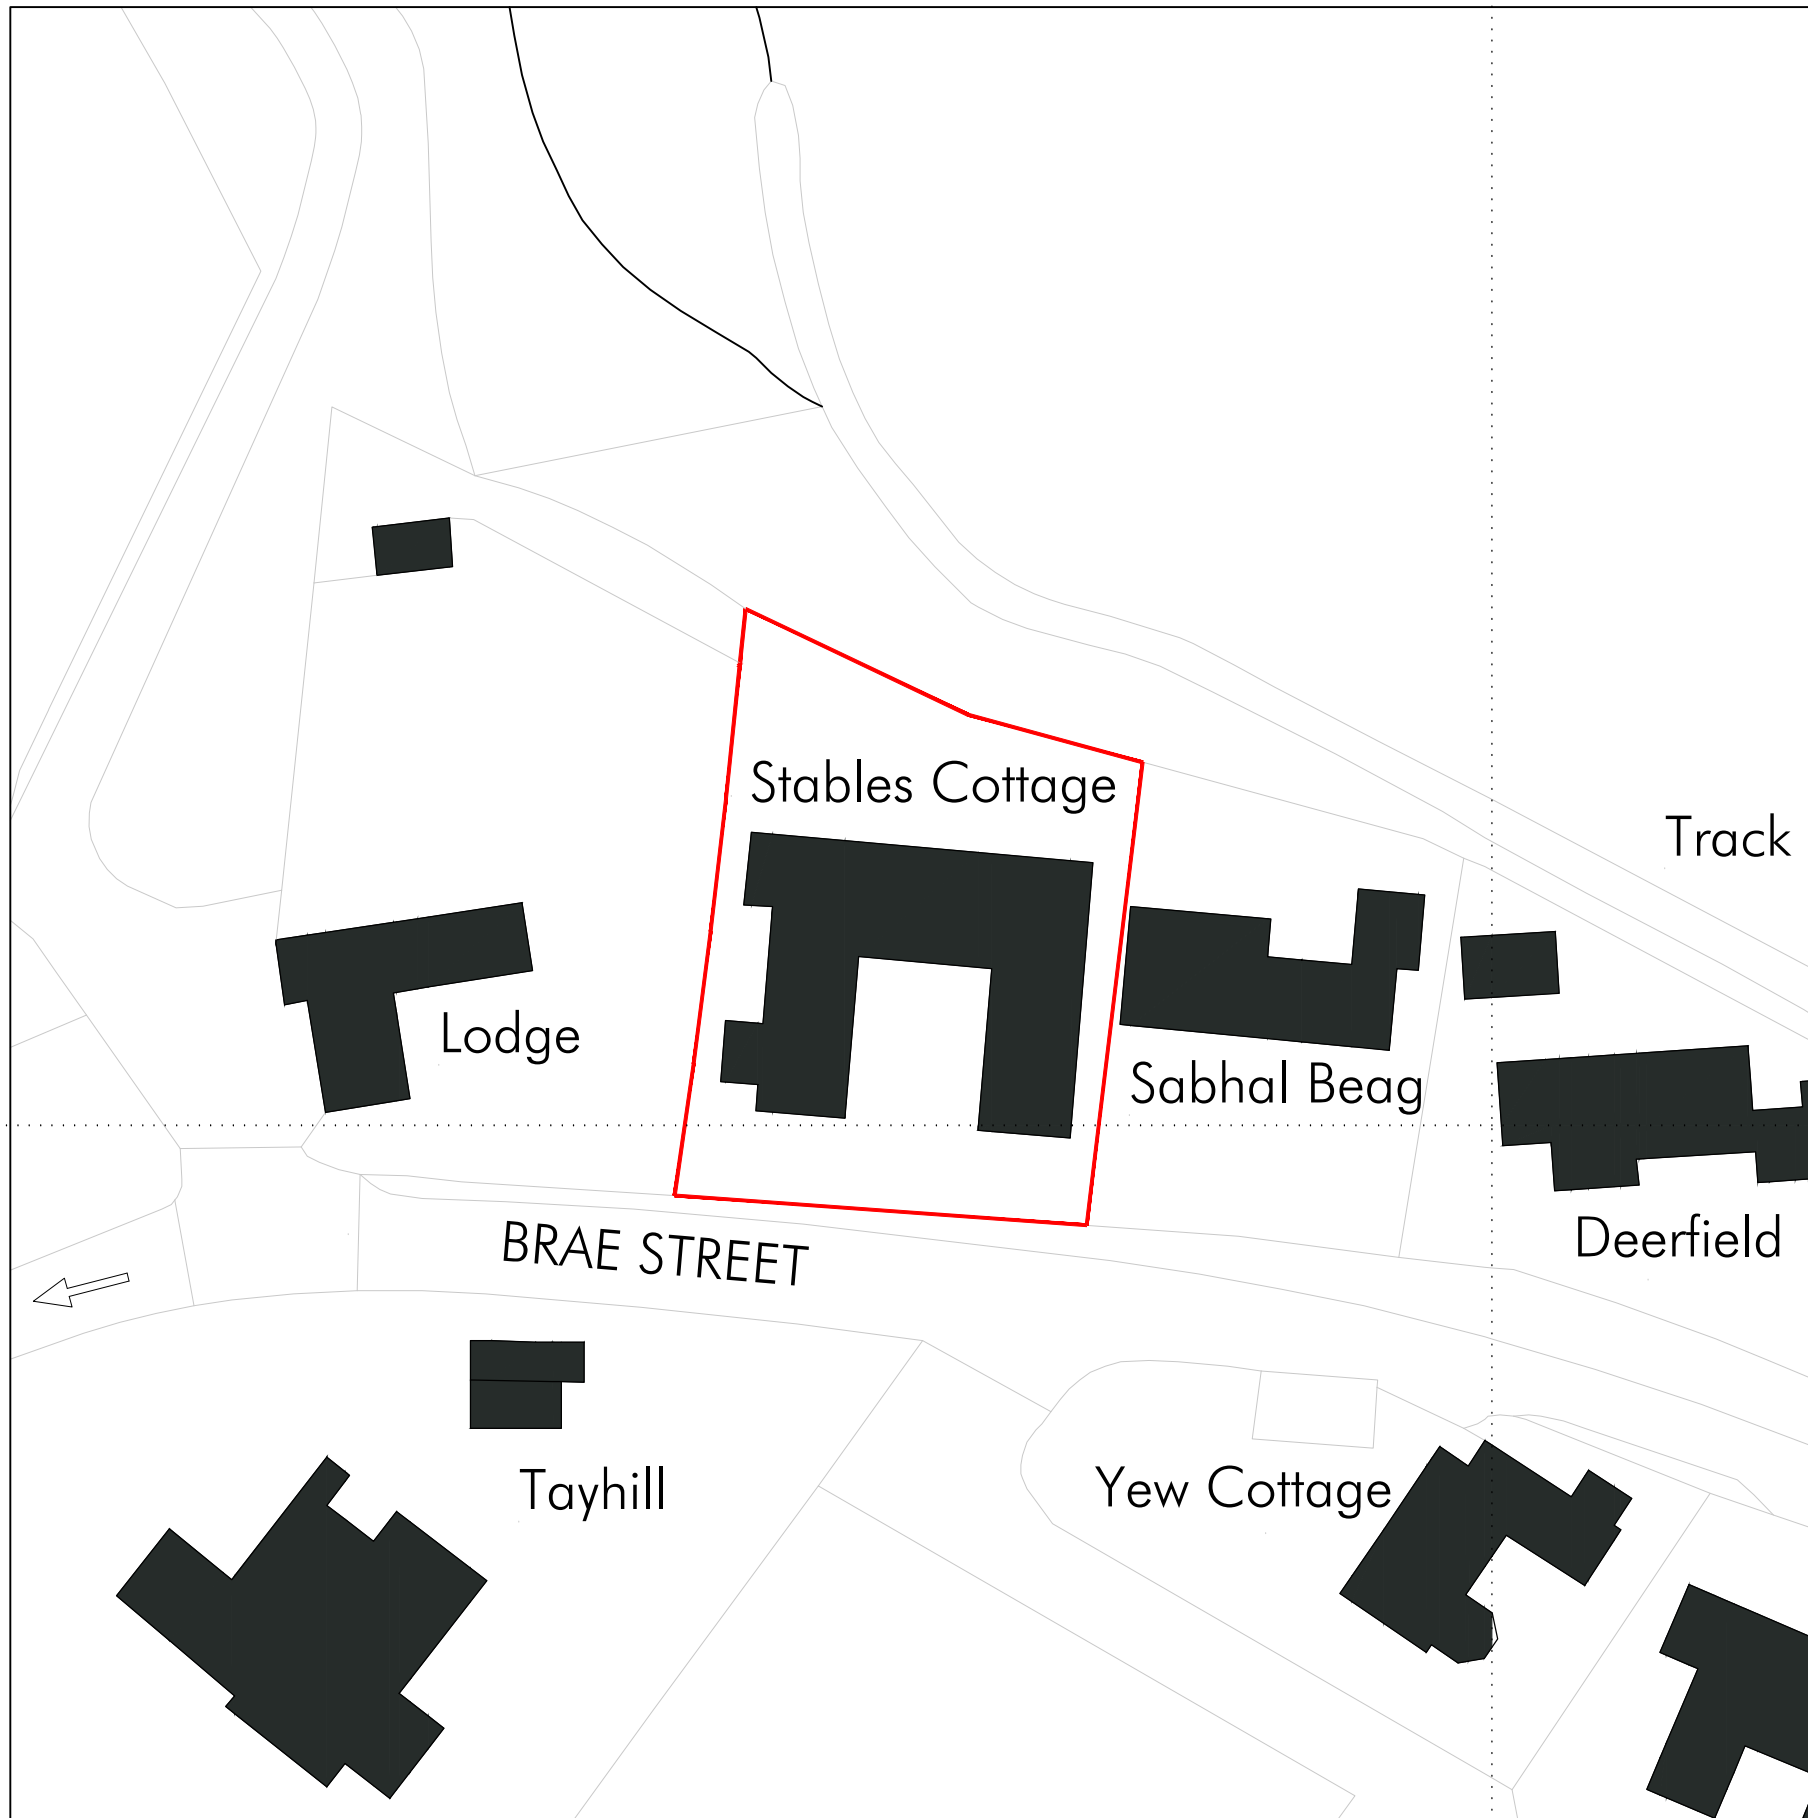 Stables Cottage
Track
Lodge
Sabhal Beag
Deerfield
BRAE STREET
Tayhill
Yew Cottage